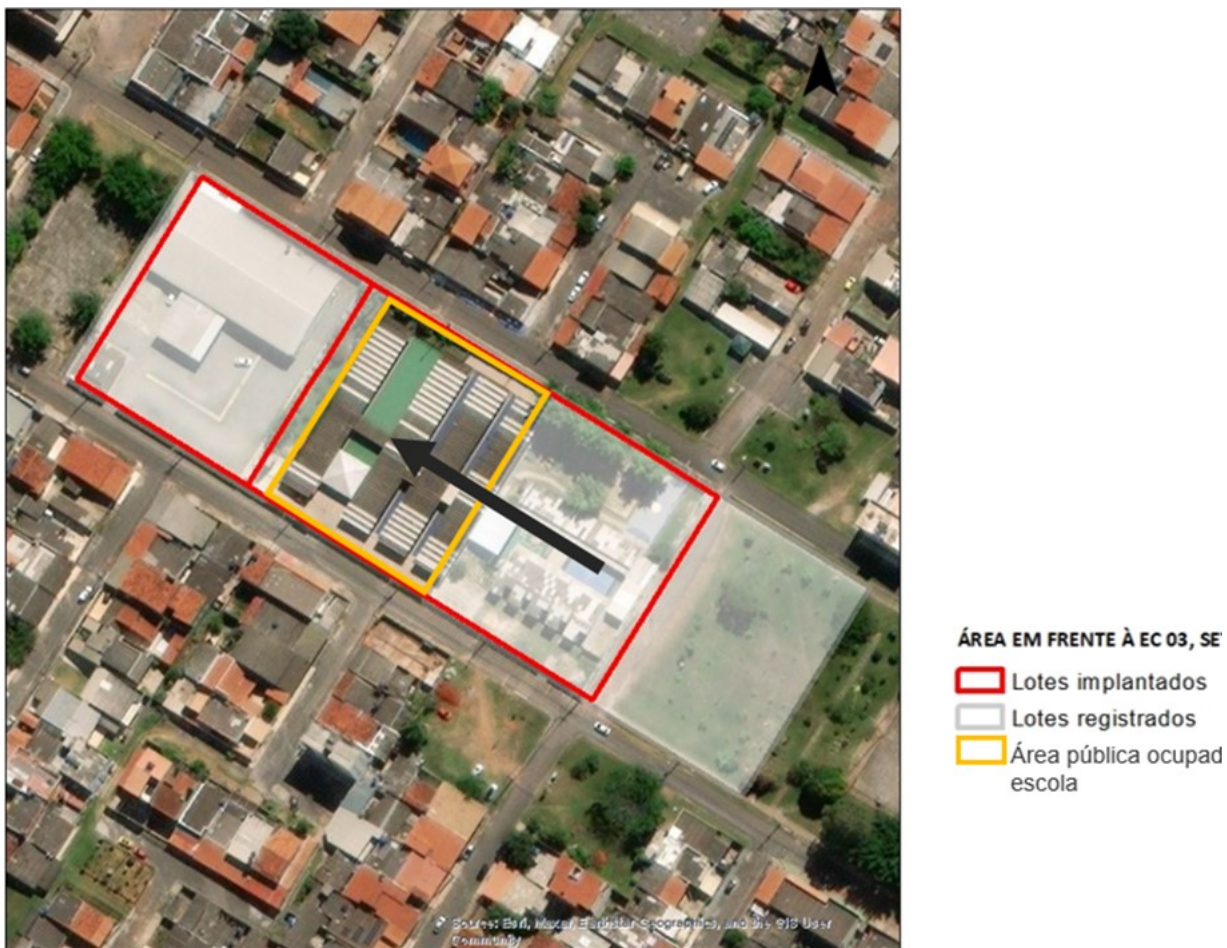 ÁREA EM FRENTE À EC 03, SE
Lotes implantados
Lotes registrados
Área pública ocupad
escola
Source: Esri, Maxar, Earthstar Geographics, and the GIS User
Community